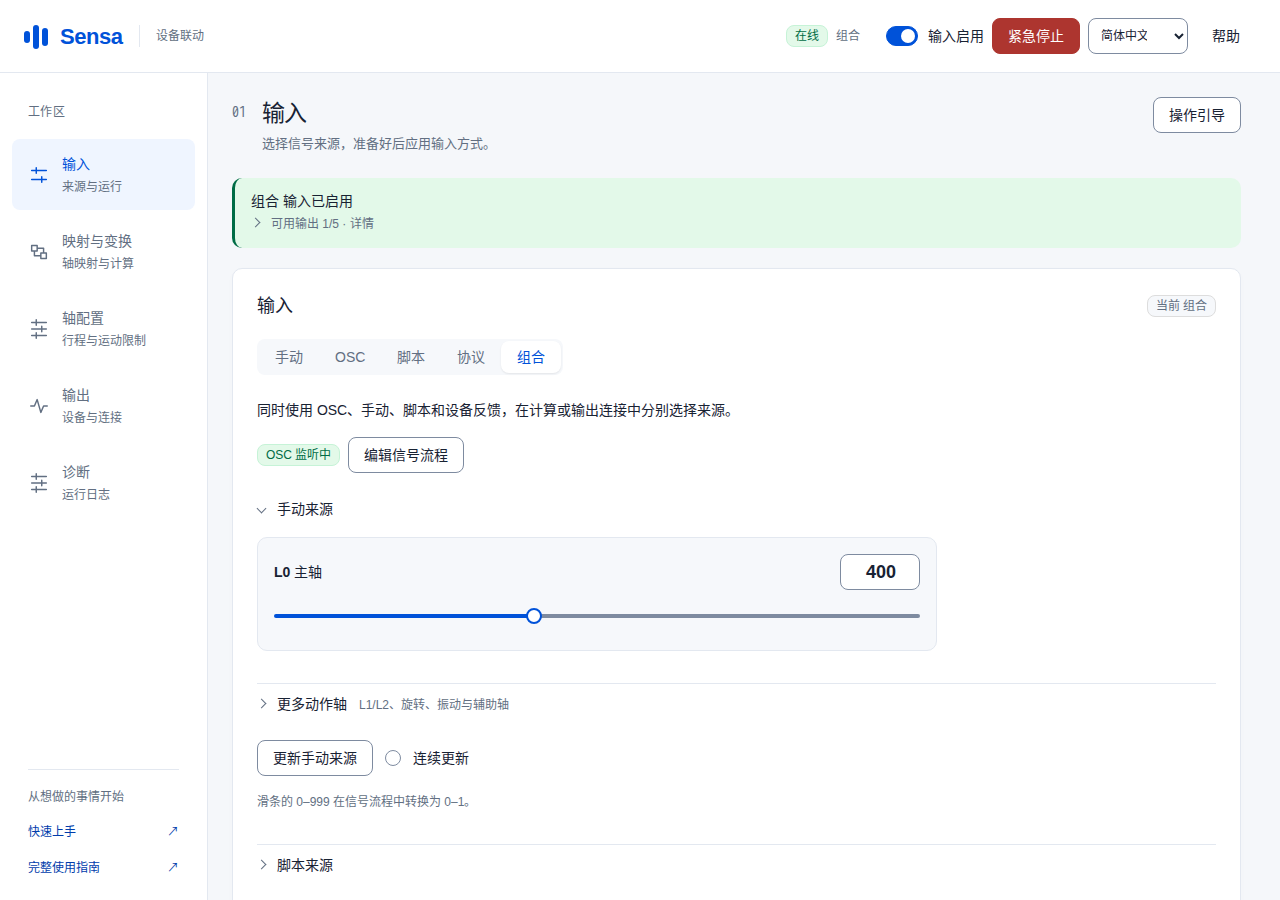 Sensa
设备联动
在线 组合
输入启用
紧急停止
简体中文
帮助
工作区
输入
来源与运行
映射与变换
轴映射与计算
轴配置
行程与运动限制
输出
设备与连接
诊断
运行日志
从想做的事情开始
快速上手 ↗
完整使用指南 ↗
01 输入
选择信号来源，准备好后应用输入方式。
操作引导
组合 输入已启用
可用输出 1/5 · 详情
输入
当前 组合
手动 OSC 脚本 协议 组合
同时使用 OSC、手动、脚本和设备反馈，在计算或输出连接中分别选择来源。
OSC 监听中 编辑信号流程
手动来源
L0 主轴 400
更多动作轴 L1/L2、旋转、振动与辅助轴
更新手动来源 连续更新
滑条的 0–999 在信号流程中转换为 0–1。
脚本来源